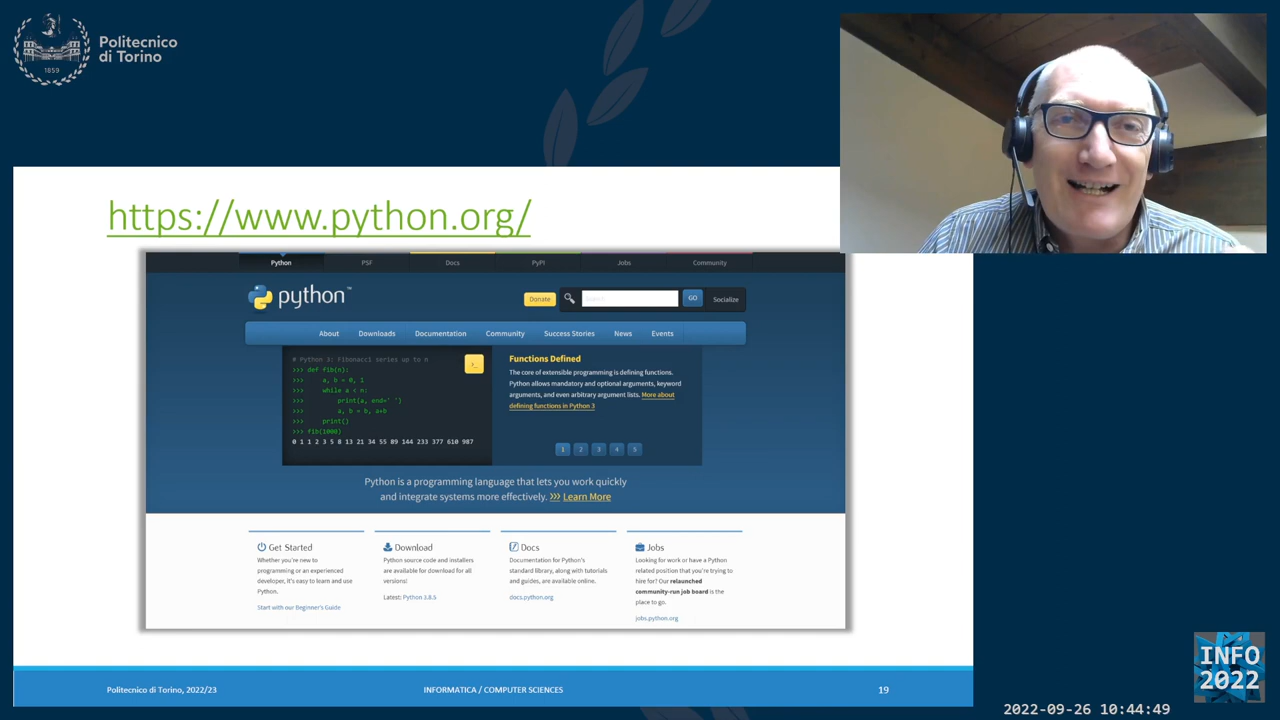 Politecnico
di Torino
1859
https://www.python.org/
Python PSF Docs PyPI Jobs Community
python™
Donate Search GO Socialize
About Downloads Documentation Community Success Stories News Events
# Python 3: Fibonacci series up to n
>>> def fib(n):
>>> a, b = 0, 1
>>> while a < n:
>>> print(a, end=' ')
>>> a, b = b, a+b
>>> print()
>>> fib(1000)
0 1 1 2 3 5 8 13 21 34 55 89 144 233 377 610 987
>_
Functions Defined
The core of extensible programming is defining functions.
Python allows mandatory and optional arguments, keyword
arguments, and even arbitrary argument lists. More about
defining functions in Python 3
1 2 3 4 5
Python is a programming language that lets you work quickly
and integrate systems more effectively. >>> Learn More
Get Started
Whether you're new to
programming or an experienced
developer, it's easy to learn and use
Python.
Start with our Beginner's Guide
Download
Python source code and installers
are available for download for all
versions!
Latest: Python 3.8.5
Docs
Documentation for Python's
standard library, along with tutorials
and guides, are available online.
docs.python.org
Jobs
Looking for work or have a Python
related position that you're trying to
hire for? Our relaunched
community-run job board is the
place to go.
jobs.python.org
Politecnico di Torino, 2022/23 INFORMATICA / COMPUTER SCIENCES 19
INFO
2022
2022-09-26 10:44:49